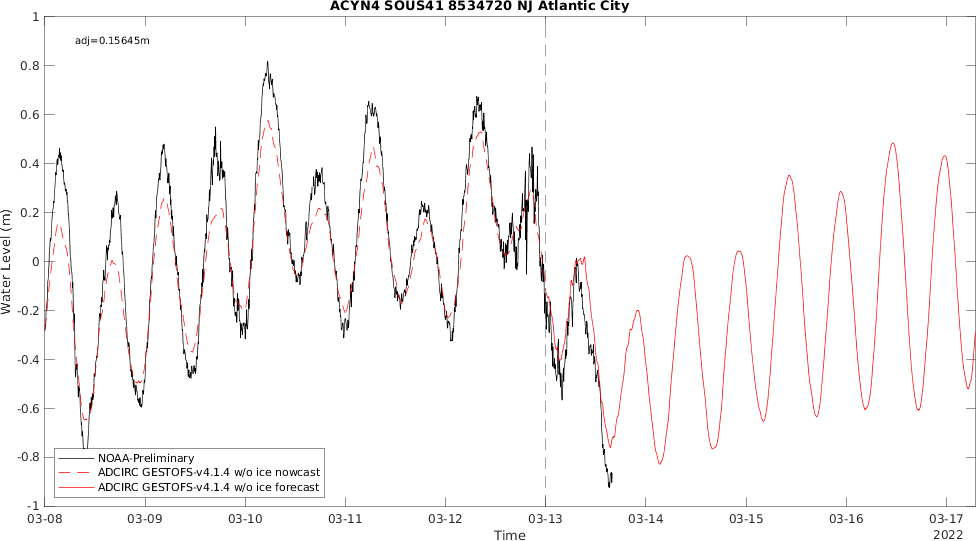 ACYN4 SOUS41 8534720 NJ Atlantic City
adj=0.15645m
1
0.8
0.6
0.4
0.2
0
-0.2
-0.4
-0.6
-0.8
-1
Water Level (m)
NOAA-Preliminary
ADCIRC GESTOFS-v4.1.4 w/o ice nowcast
ADCIRC GESTOFS-v4.1.4 w/o ice forecast
03-08 03-09 03-10 03-11 03-12 03-13 03-14 03-15 03-16 03-17
Time
2022